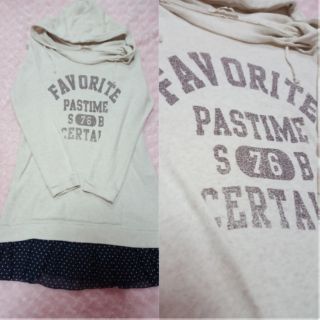 FAVORITE
PASTIME
S 76 B
CERTAI
FAVORITE
PASTIME
S 76 B
CERTAI